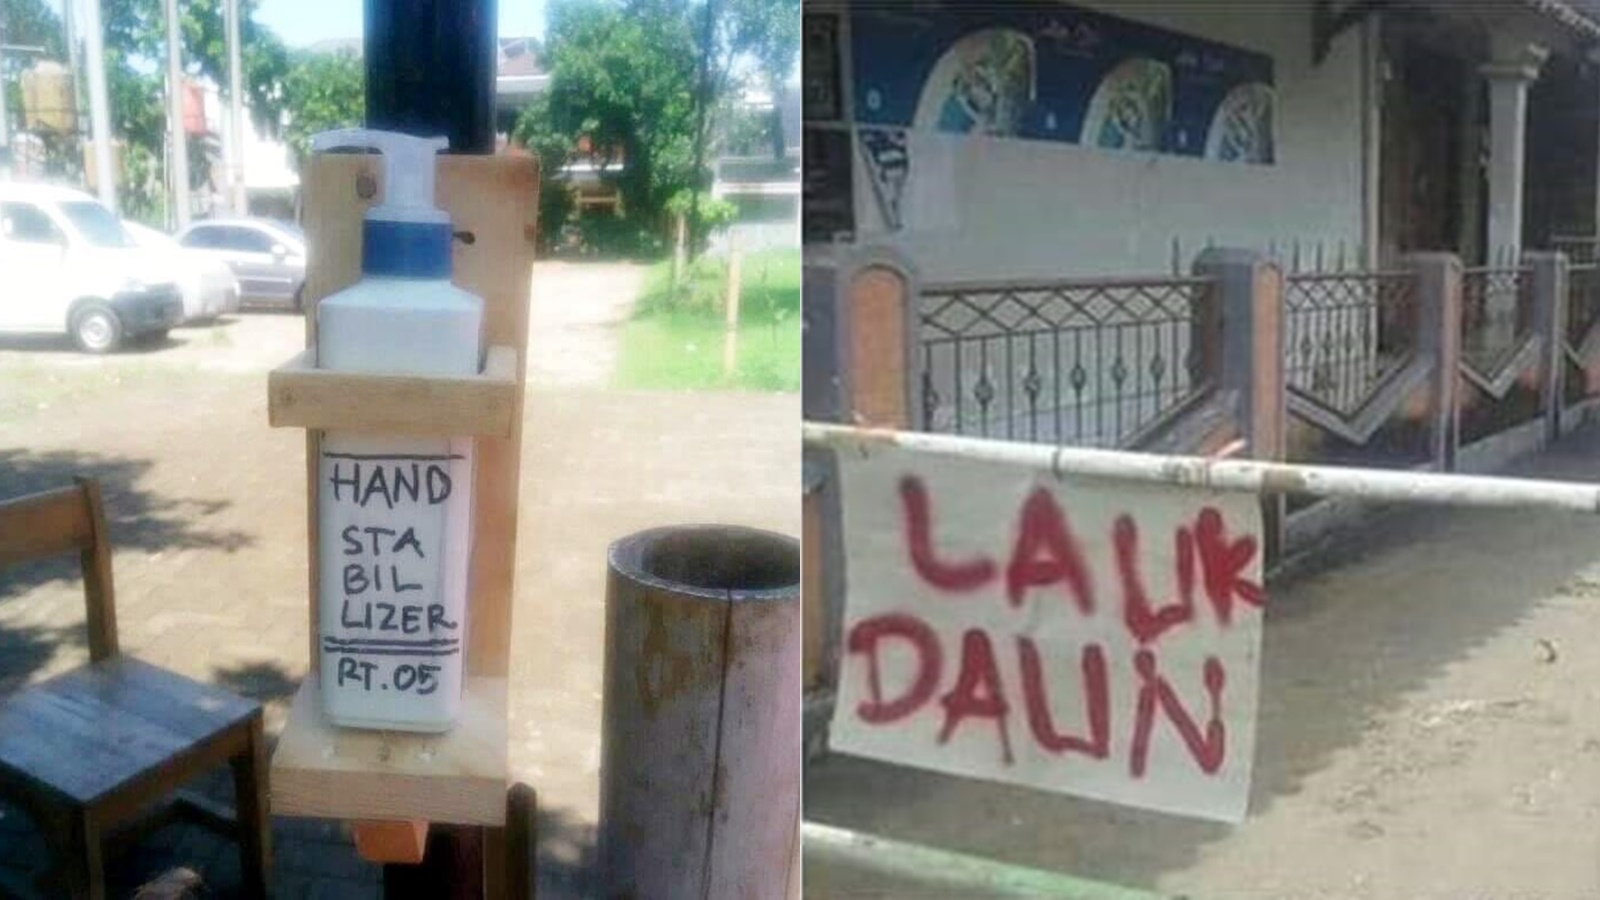 HAND
STA
BIL
LIZER
RT.05
LAUK
DAUN